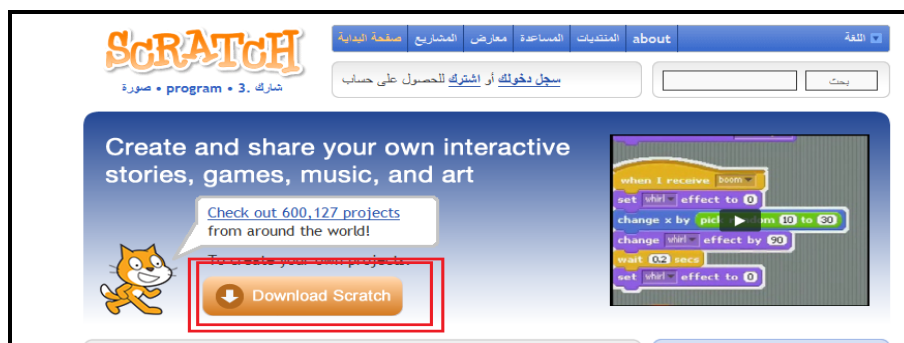 SCRATCH
شارك .3 • program • صورة
صفحة البداية المشاريع معارض المساعدة المنتديات about
اللغة
سجل دخولك أو اشترك للحصول على حساب
بحث
Create and share your own interactive
stories, games, music, and art
Check out 600,127 projects
from around the world!
To create your own projects:
Download Scratch
when I receive boom
set whirl effect to 0
change x by pick random 10 to 30
change whirl effect by 90
wait 0.2 secs
set whirl effect to 0